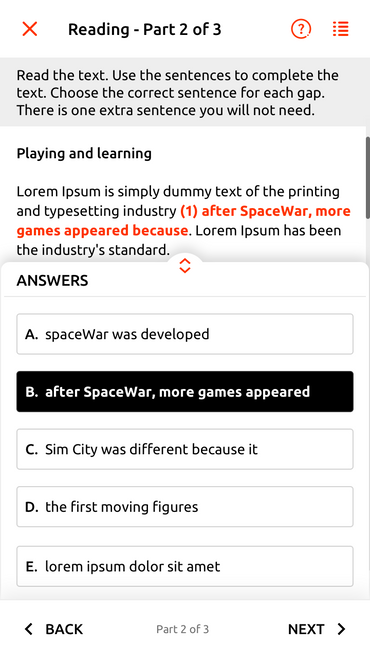 Reading - Part 2 of 3
Read the text. Use the sentences to complete the
text. Choose the correct sentence for each gap.
There is one extra sentence you will not need.
Playing and learning
Lorem Ipsum is simply dummy text of the printing
and typesetting industry (1) after SpaceWar, more
games appeared because. Lorem Ipsum has been
the industry's standard.
ANSWERS
A. spaceWar was developed
B. after SpaceWar, more games appeared
C. Sim City was different because it
D. the first moving figures
E. lorem ipsum dolor sit amet
BACK Part 2 of 3 NEXT